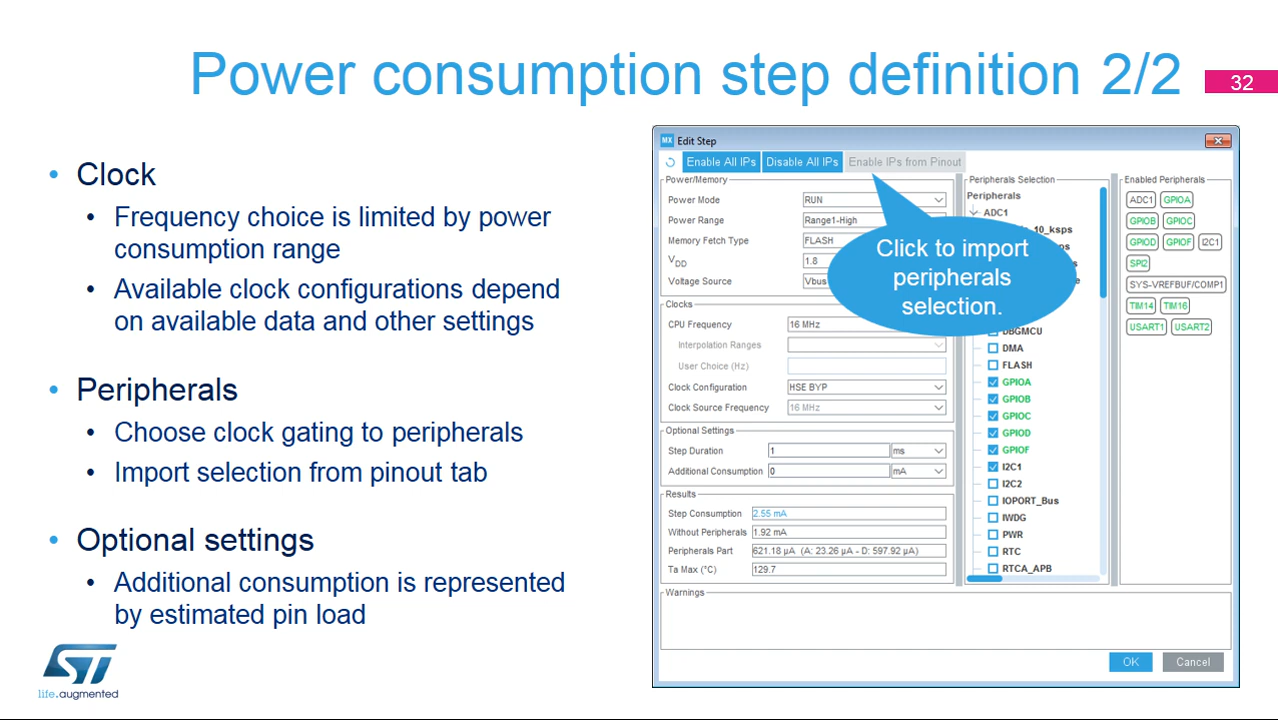 Power consumption step definition 2/2
32
• Clock
• Frequency choice is limited by power
consumption range
• Available clock configurations depend
on available data and other settings
• Peripherals
• Choose clock gating to peripherals
• Import selection from pinout tab
• Optional settings
• Additional consumption is represented
by estimated pin load
ST
life.augmented
MX Edit Step
Enable All IPs Disable All IPs Enable IPs from Pinout
Power/Memory
Power Mode RUN
Power Range Range1-High
Memory Fetch Type FLASH
VDD 1.8
Voltage Source Vbus
Clocks
CPU Frequency 16 MHz
Interpolation Ranges
User Choice (Hz)
Clock Configuration HSE BYP
Clock Source Frequency 16 MHz
Optional Settings
Step Duration 1 ms
Additional Consumption 0 mA
Results
Step Consumption 2.55 mA
Without Peripherals 1.92 mA
Peripherals Part 621.18 µA (A: 23.26 µA - D: 597.92 µA)
Ta Max (°C) 129.7
Warnings
Click to import
peripherals
selection.
Peripherals Selection
Peripherals
ADC1
_10_ksps
DBGMCU
DMA
FLASH
GPIOA
GPIOB
GPIOC
GPIOD
GPIOF
I2C1
I2C2
IOPORT_Bus
IWDG
PWR
RTC
RTCA_APB
Enabled Peripherals
ADC1 GPIOA
GPIOB GPIOC
GPIOD GPIOF I2C1
SPI2
SYS-VREFBUF/COMP1
TIM14 TIM16
USART1 USART2
OK Cancel